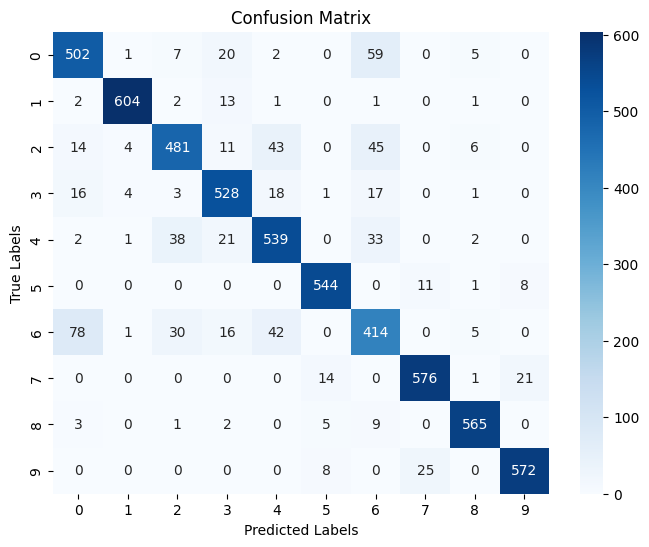 Confusion Matrix
0 502 1 7 20 2 0 59 0 5 0
1 2 604 2 13 1 0 1 0 1 0
2 14 4 481 11 43 0 45 0 6 0
3 16 4 3 528 18 1 17 0 1 0
4 2 1 38 21 539 0 33 0 2 0
5 0 0 0 0 0 544 0 11 1 8
6 78 1 30 16 42 0 414 0 5 0
7 0 0 0 0 0 14 0 576 1 21
8 3 0 1 2 0 5 9 0 565 0
9 0 0 0 0 0 8 0 25 0 572
0 1 2 3 4 5 6 7 8 9
Predicted Labels
True Labels
600
500
400
300
200
100
0